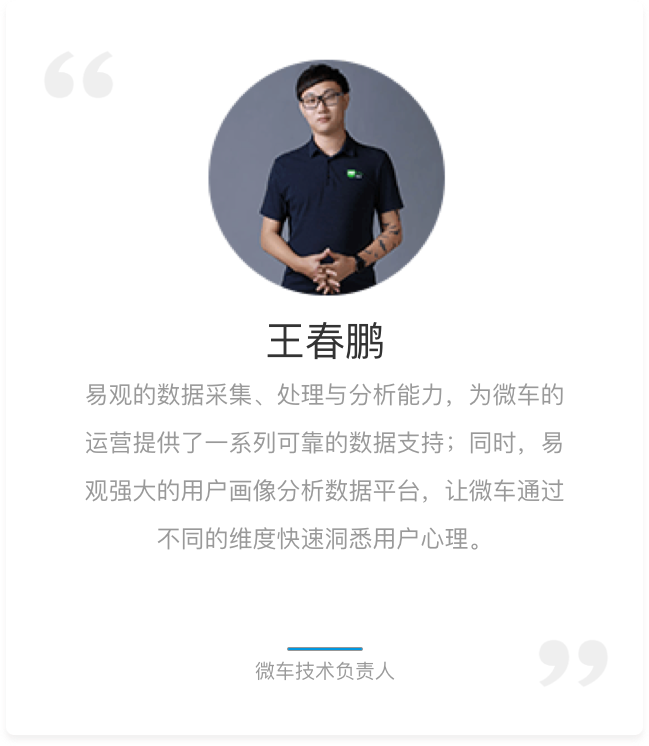 “
王春鹏
易观的数据采集、处理与分析能力，为微车的
运营提供了一系列可靠的数据支持；同时，易
观强大的用户画像分析数据平台，让微车通过
不同的维度快速洞悉用户心理。
微车技术负责人
”